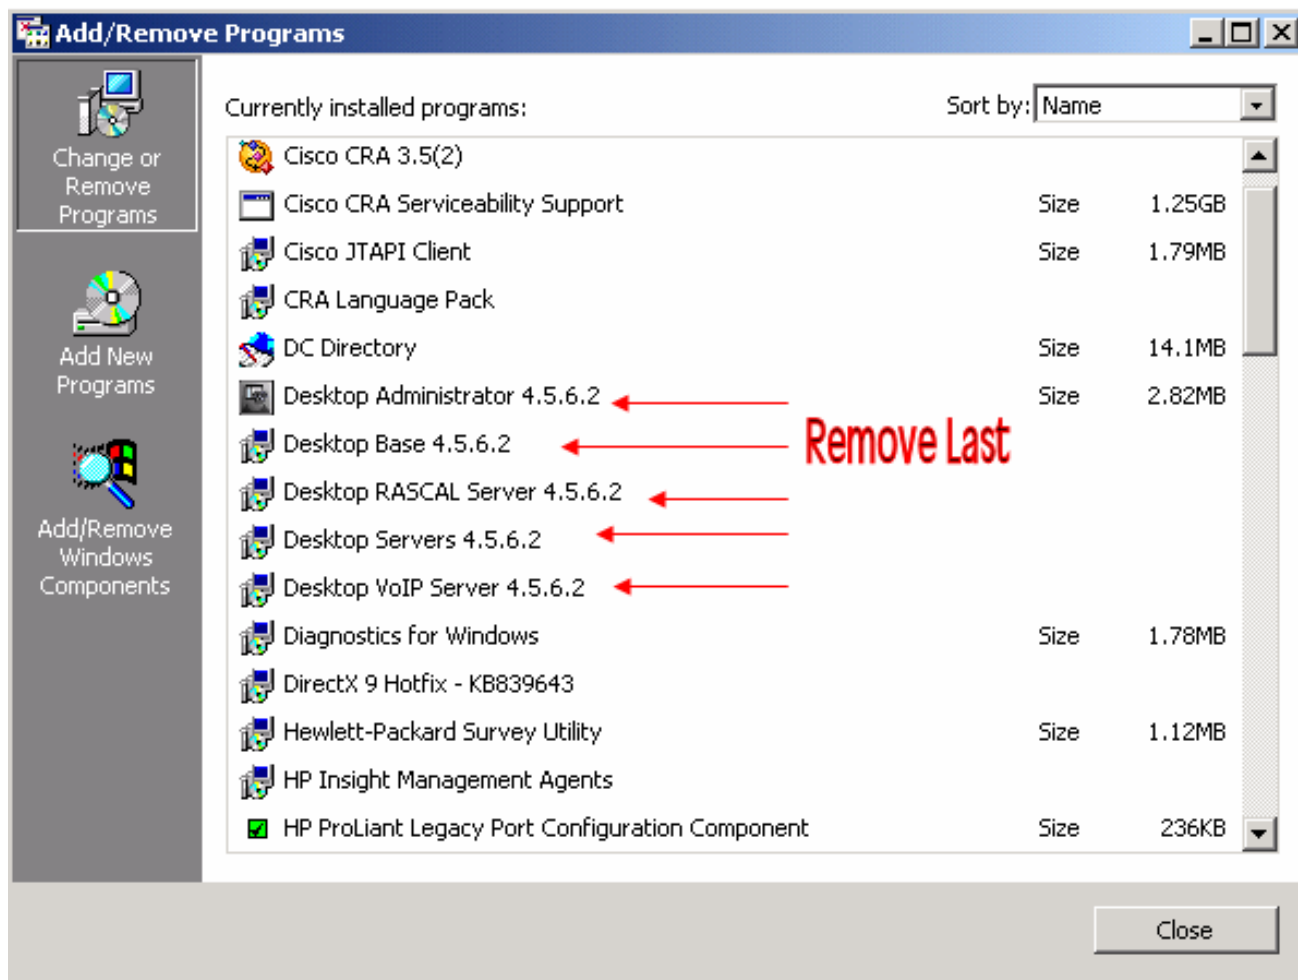 Add/Remove Programs
Change or
Remove
Programs
Add New
Programs
Add/Remove
Windows
Components
Currently installed programs:
Sort by: Name
Cisco CRA 3.5(2)
Cisco CRA Serviceability Support Size 1.25GB
Cisco JTAPI Client Size 1.79MB
CRA Language Pack
DC Directory Size 14.1MB
Desktop Administrator 4.5.6.2 Size 2.82MB
Desktop Base 4.5.6.2 Remove Last
Desktop RASCAL Server 4.5.6.2
Desktop Servers 4.5.6.2
Desktop VoIP Server 4.5.6.2
Diagnostics for Windows Size 1.78MB
DirectX 9 Hotfix - KB839643
Hewlett-Packard Survey Utility Size 1.12MB
HP Insight Management Agents
HP ProLiant Legacy Port Configuration Component Size 236KB
Close